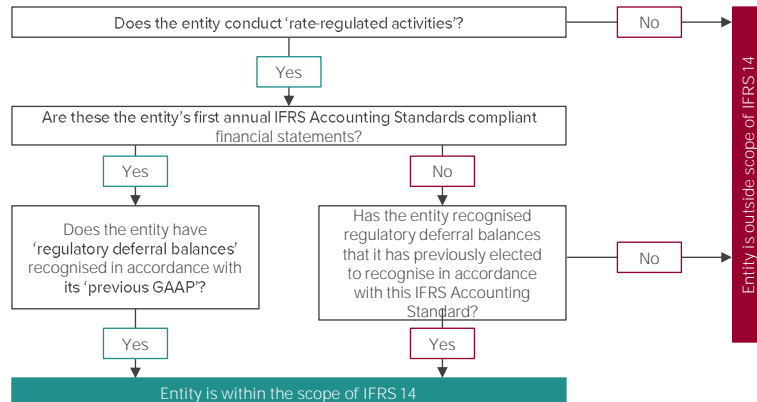 Does the entity conduct ‘rate-regulated activities’?
No
Yes
Are these the entity’s first annual IFRS Accounting Standards compliant
financial statements?
Yes
No
Does the entity have
‘regulatory deferral balances’
recognised in accordance with
its ‘previous GAAP’?
Has the entity recognised
regulatory deferral balances
that it has previously elected
to recognise in accordance
with this IFRS Accounting
Standard?
No
Entity is outside scope of IFRS 14
Yes
Yes
Entity is within the scope of IFRS 14